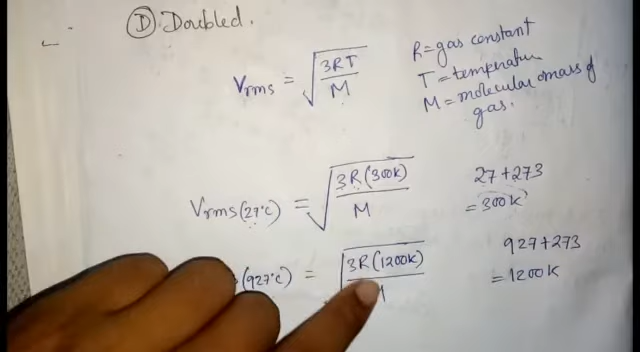 (D) Doubled.
Vrms = √(3RT/M)
R = gas constant
T = temperature
M = molecular mass of gas.
Vrms(27°C) = √(3R(300K)/M)
27+273
= 300K
(927°C) = √(3R(1200K)/M)
927+273
= 1200K